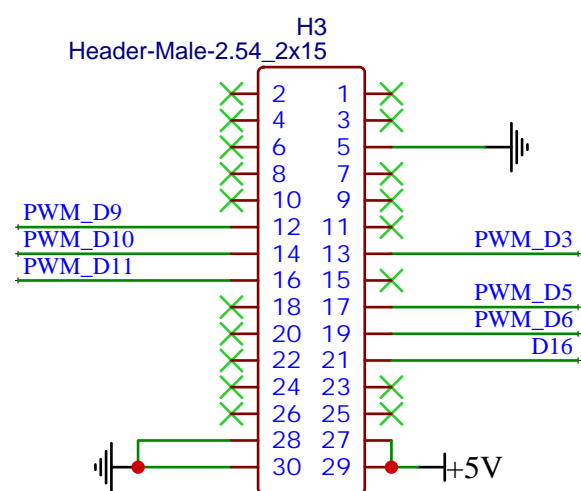 H3
Header-Male-2.54_2x15
2 1
4 3
6 5
8 7
10 9
PWM_D9 12 11
PWM_D10 14 13 PWM_D3
PWM_D11 16 15
18 17 PWM_D5
20 19 PWM_D6
22 21 D16
24 23
26 25
28 27
30 29 +5V